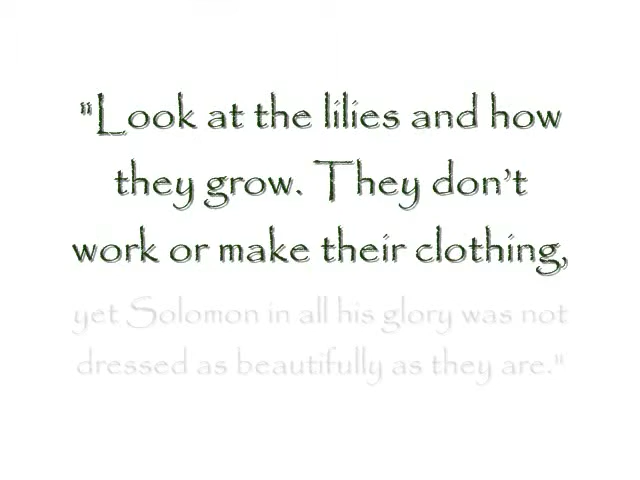 "Look at the lilies and how
they grow. They don’t
work or make their clothing,
yet Solomon in all his glory was not
dressed as beautifully as they are."